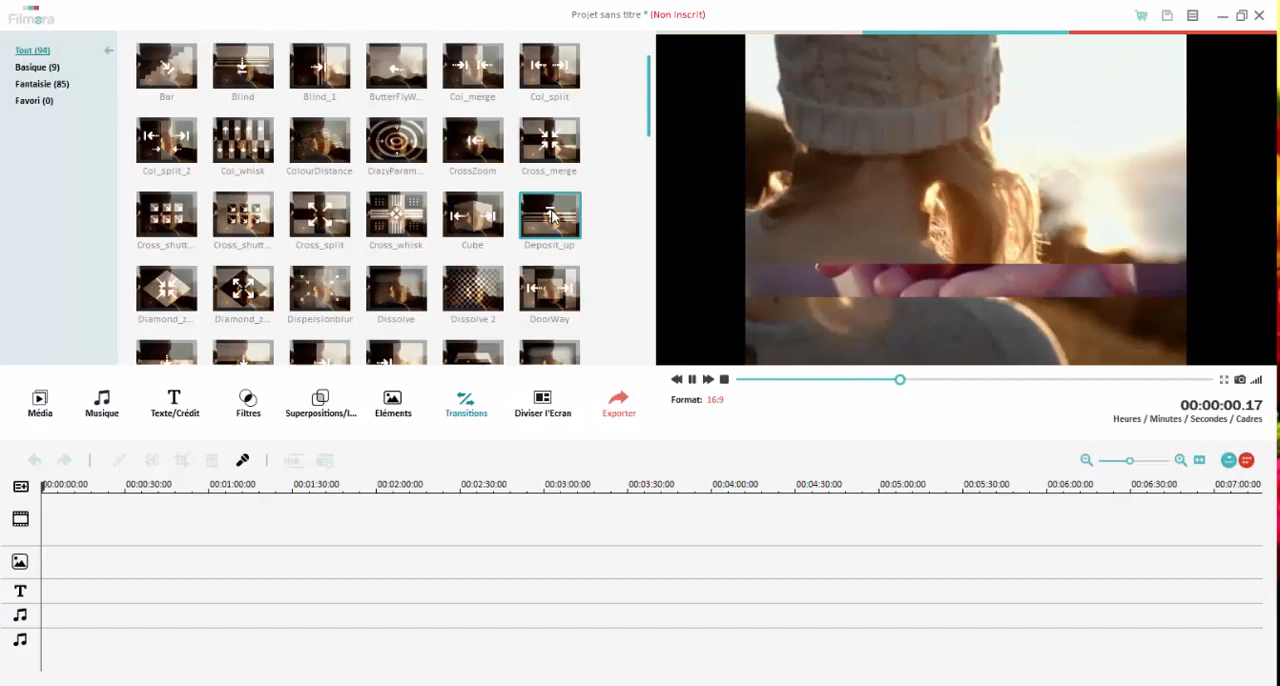 Filmora
Projet sans titre * (Non inscrit)
Tout (94)
Basique (9)
Fantaisie (85)
Favori (0)
Bar
Blind
Blind_1
ButterFlyW...
Col_merge
Col_split
Col_split_2
Col_whisk
ColourDistance
CrazyParam...
CrossZoom
Cross_merge
Cross_shutt...
Cross_shutt...
Cross_split
Cross_whisk
Cube
Deposit_up
Diamond_z...
Diamond_z...
Dispersionblur
Dissolve
Dissolve 2
DoorWay
Média
Musique
Texte/Crédit
Filtres
Superpositions/I...
Eléments
Transitions
Diviser l'Ecran
Exporter
Format: 16:9
00:00:00.17
Heures / Minutes / Secondes / Cadres
00:00:00:00
00:00:30:00
00:01:00:00
00:01:30:00
00:02:00:00
00:02:30:00
00:03:00:00
00:03:30:00
00:04:00:00
00:04:30:00
00:05:00:00
00:05:30:00
00:06:00:00
00:06:30:00
00:07:00:00